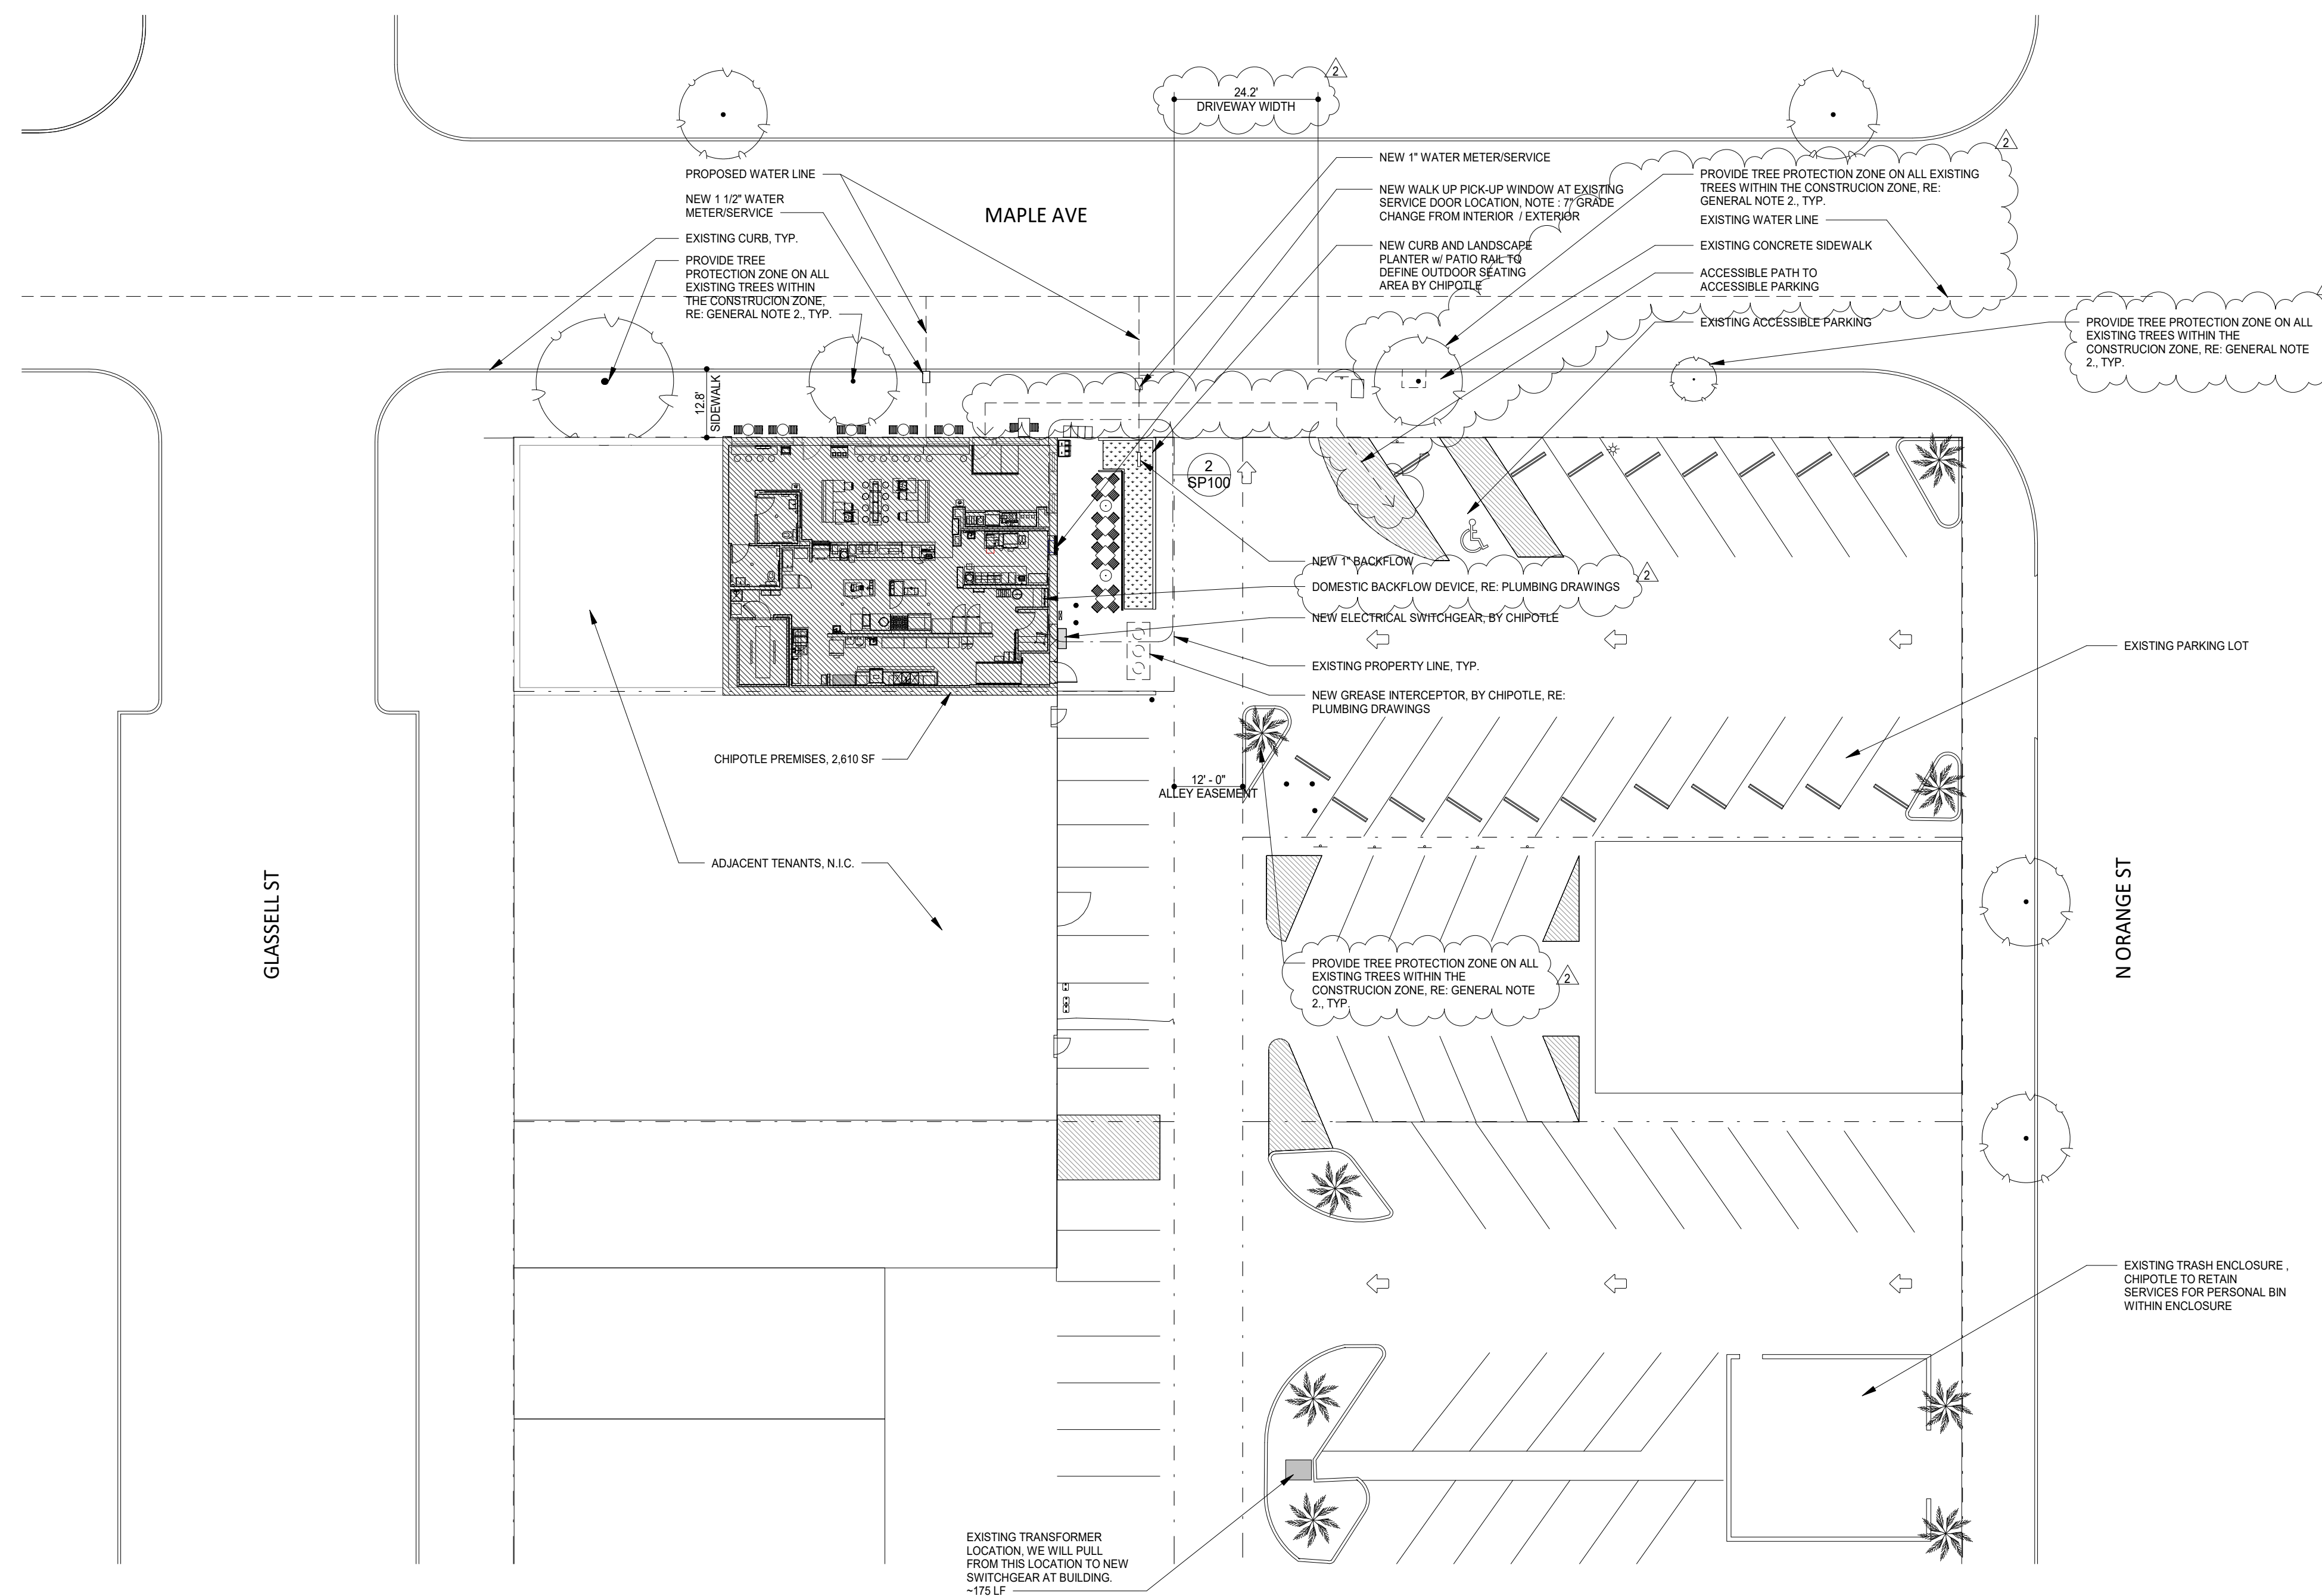 2
24.2'
DRIVEWAY WIDTH
PROPOSED WATER LINE
NEW 1 1/2" WATER
METER/SERVICE
EXISTING CURB, TYP.
PROVIDE TREE
PROTECTION ZONE ON ALL
EXISTING TREES WITHIN
THE CONSTRUCION ZONE,
RE: GENERAL NOTE 2., TYP.
MAPLE AVE
NEW 1" WATER METER/SERVICE
NEW WALK UP PICK-UP WINDOW AT EXISTING
SERVICE DOOR LOCATION, NOTE : 7" GRADE
CHANGE FROM INTERIOR / EXTERIOR
NEW CURB AND LANDSCAPE
PLANTER w/ PATIO RAIL TO
DEFINE OUTDOOR SEATING
AREA BY CHIPOTLE
2
PROVIDE TREE PROTECTION ZONE ON ALL EXISTING
TREES WITHIN THE CONSTRUCION ZONE, RE:
GENERAL NOTE 2., TYP.
EXISTING WATER LINE
EXISTING CONCRETE SIDEWALK
ACCESSIBLE PATH TO
ACCESSIBLE PARKING
EXISTING ACCESSIBLE PARKING
PROVIDE TREE PROTECTION ZONE ON ALL
EXISTING TREES WITHIN THE
CONSTRUCION ZONE, RE: GENERAL NOTE
2., TYP.
12.8'
SIDEWALK
2
SP100
NEW 1" BACKFLOW
2
DOMESTIC BACKFLOW DEVICE, RE: PLUMBING DRAWINGS
NEW ELECTRICAL SWITCHGEAR, BY CHIPOTLE
EXISTING PROPERTY LINE, TYP.
NEW GREASE INTERCEPTOR, BY CHIPOTLE, RE:
PLUMBING DRAWINGS
EXISTING PARKING LOT
CHIPOTLE PREMISES, 2,610 SF
12' - 0"
ALLEY EASEMENT
ADJACENT TENANTS, N.I.C.
GLASSELL ST
N ORANGE ST
PROVIDE TREE PROTECTION ZONE ON ALL
EXISTING TREES WITHIN THE
CONSTRUCION ZONE, RE: GENERAL NOTE
2., TYP.
2
EXISTING TRASH ENCLOSURE ,
CHIPOTLE TO RETAIN
SERVICES FOR PERSONAL BIN
WITHIN ENCLOSURE
EXISTING TRANSFORMER
LOCATION, WE WILL PULL
FROM THIS LOCATION TO NEW
SWITCHGEAR AT BUILDING.
~175 LF